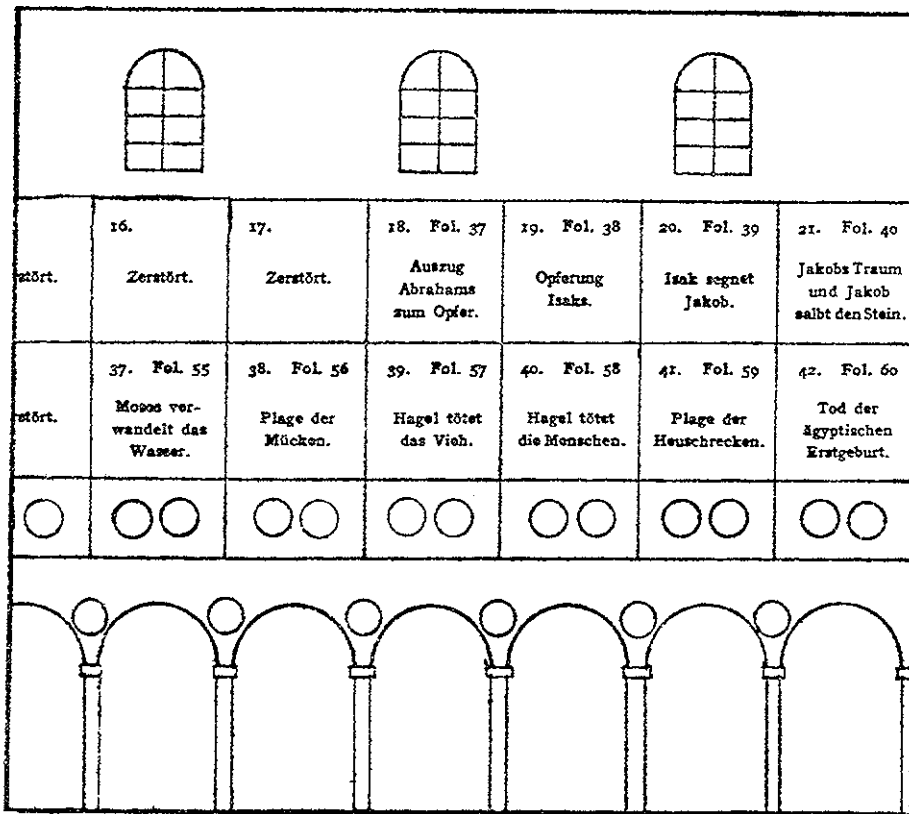 stört.
16.
Zerstört.
17.
Zerstört.
18. Fol. 37
Auszug
Abrahams
zum Opfer.
19. Fol. 38
Opferung
Isaks.
20. Fol. 39
Isak segnet
Jakob.
21. Fol. 40
Jakobs Traum
und Jakob
salbt den Stein.
stört.
37. Fol. 55
Moses ver-
wandelt das
Wasser.
38. Fol. 56
Plage der
Mücken.
39. Fol. 57
Hagel tötet
das Vieh.
40. Fol. 58
Hagel tötet
die Menschen.
41. Fol. 59
Plage der
Heuschrecken.
42. Fol. 60
Tod der
ägyptischen
Erstgeburt.